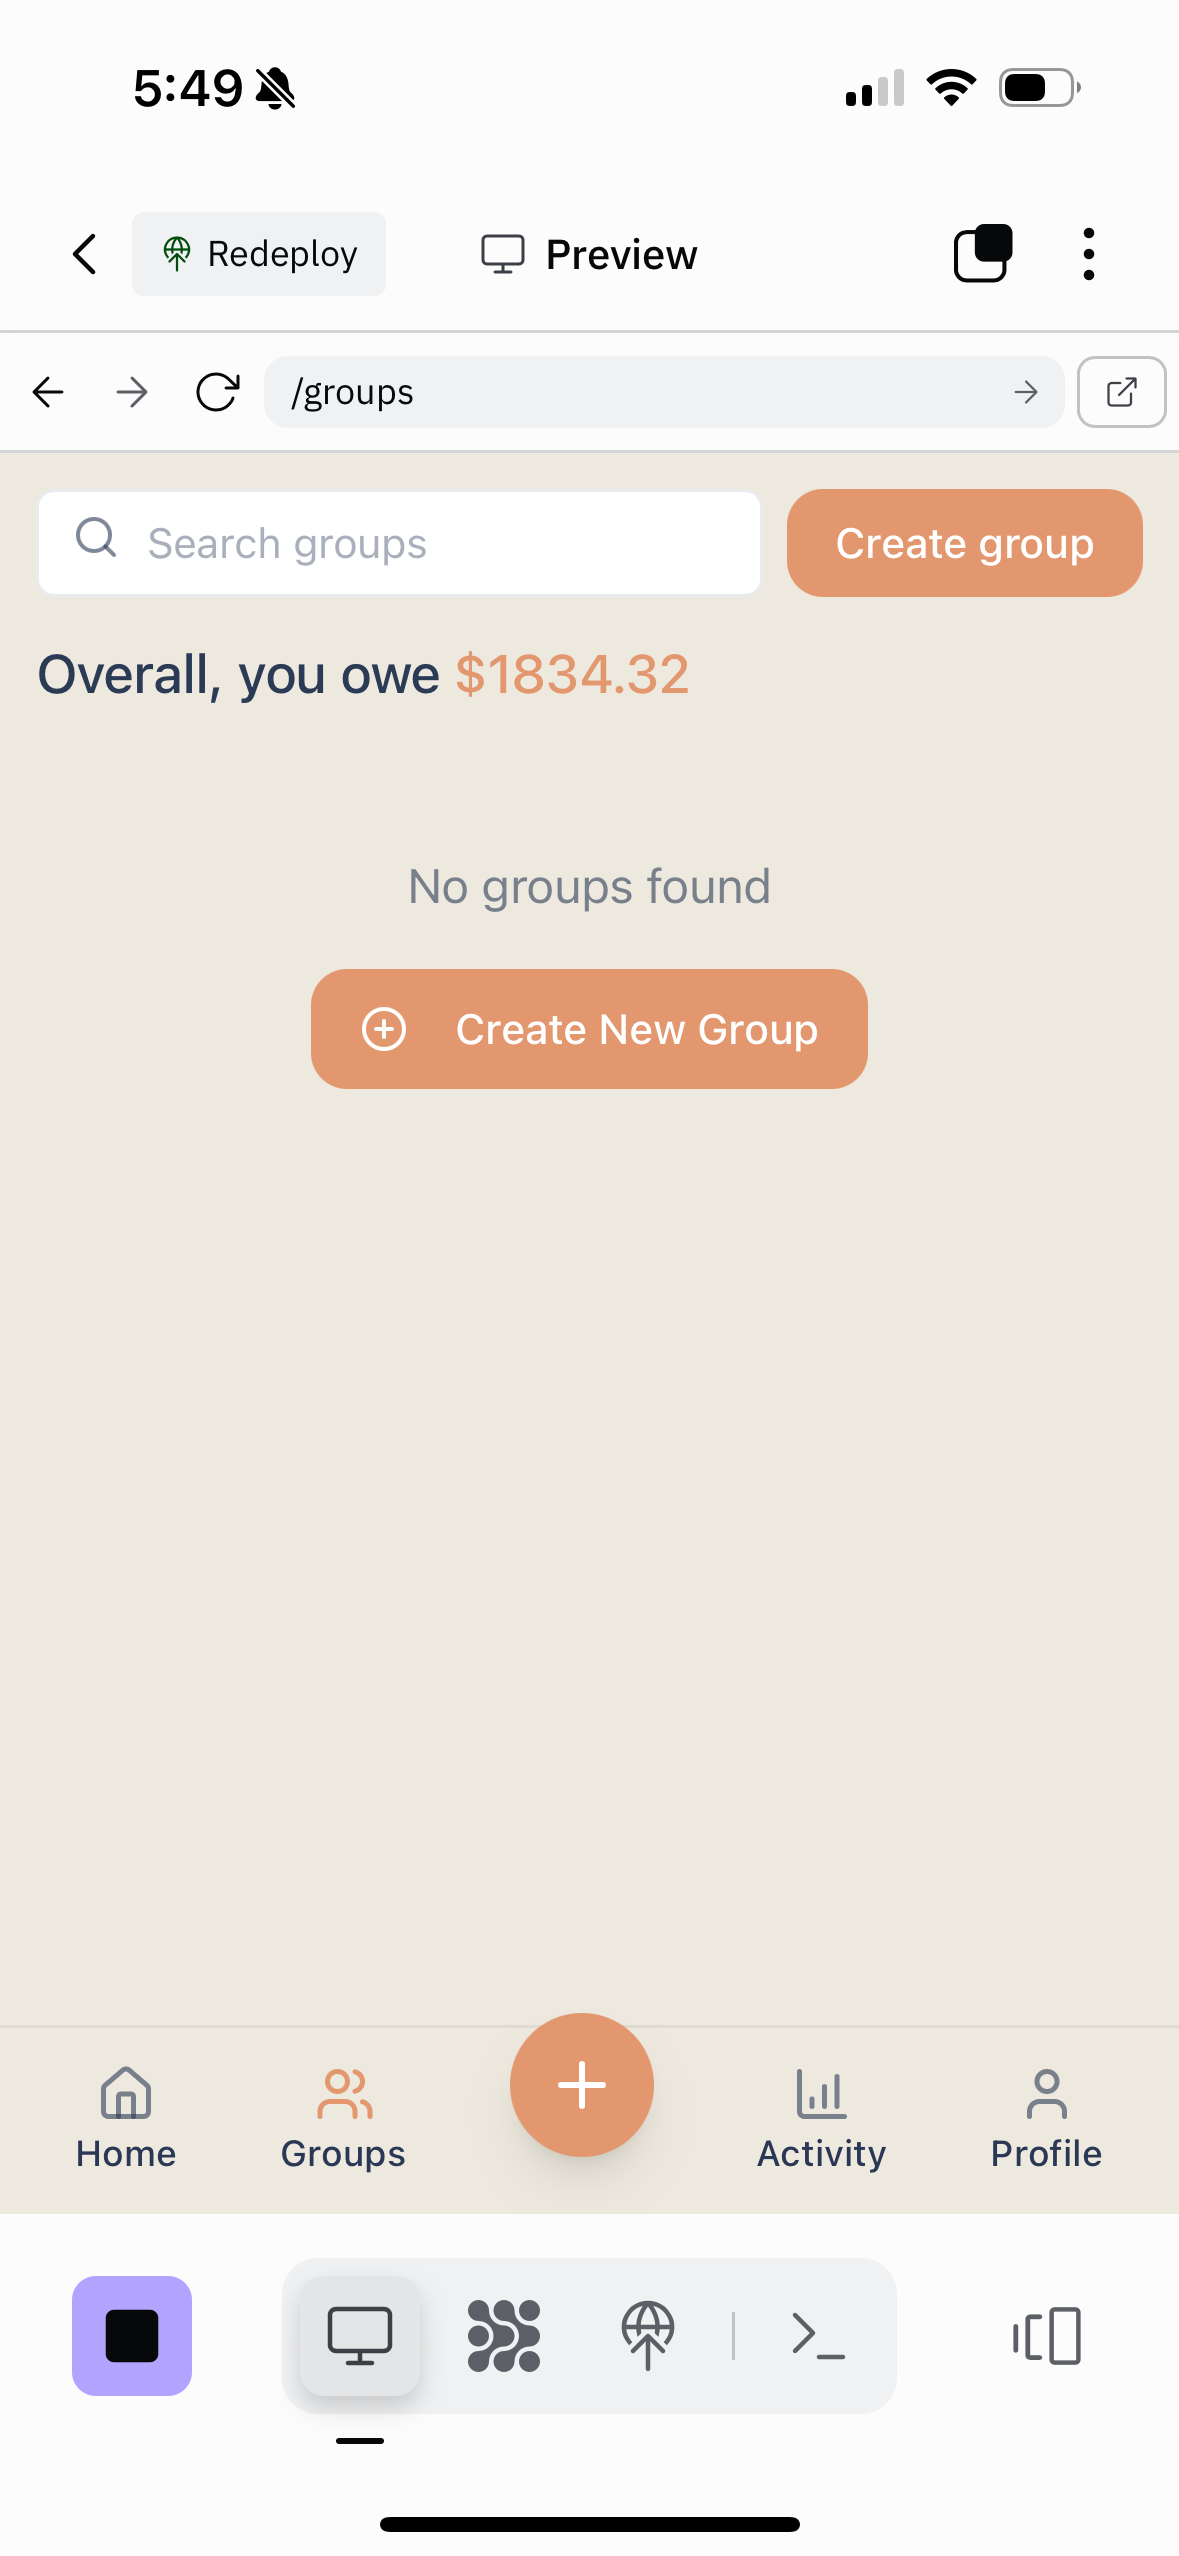 5:49
Redeploy
Preview
/groups
Search groups
Create group
Overall, you owe $1834.32
No groups found
Create New Group
Home
Groups
Activity
Profile